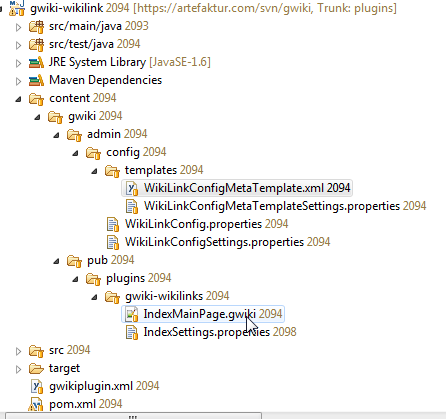 gwiki-wikilink 2094 [https://artefaktur.com/svn/gwiki, Trunk: plugins]
src/main/java 2093
src/test/java 2094
JRE System Library [JavaSE-1.6]
Maven Dependencies
content 2094
gwiki 2094
admin 2094
config 2094
templates 2094
WikiLinkConfigMetaTemplate.xml 2094
WikiLinkConfigMetaTemplateSettings.properties 2094
WikiLinkConfig.properties 2094
WikiLinkConfigSettings.properties 2094
pub 2094
plugins 2094
gwiki-wikilinks 2094
IndexMainPage.gwiki 2094
IndexSettings.properties 2098
src 2094
target
gwikiplugin.xml 2094
pom.xml 2094